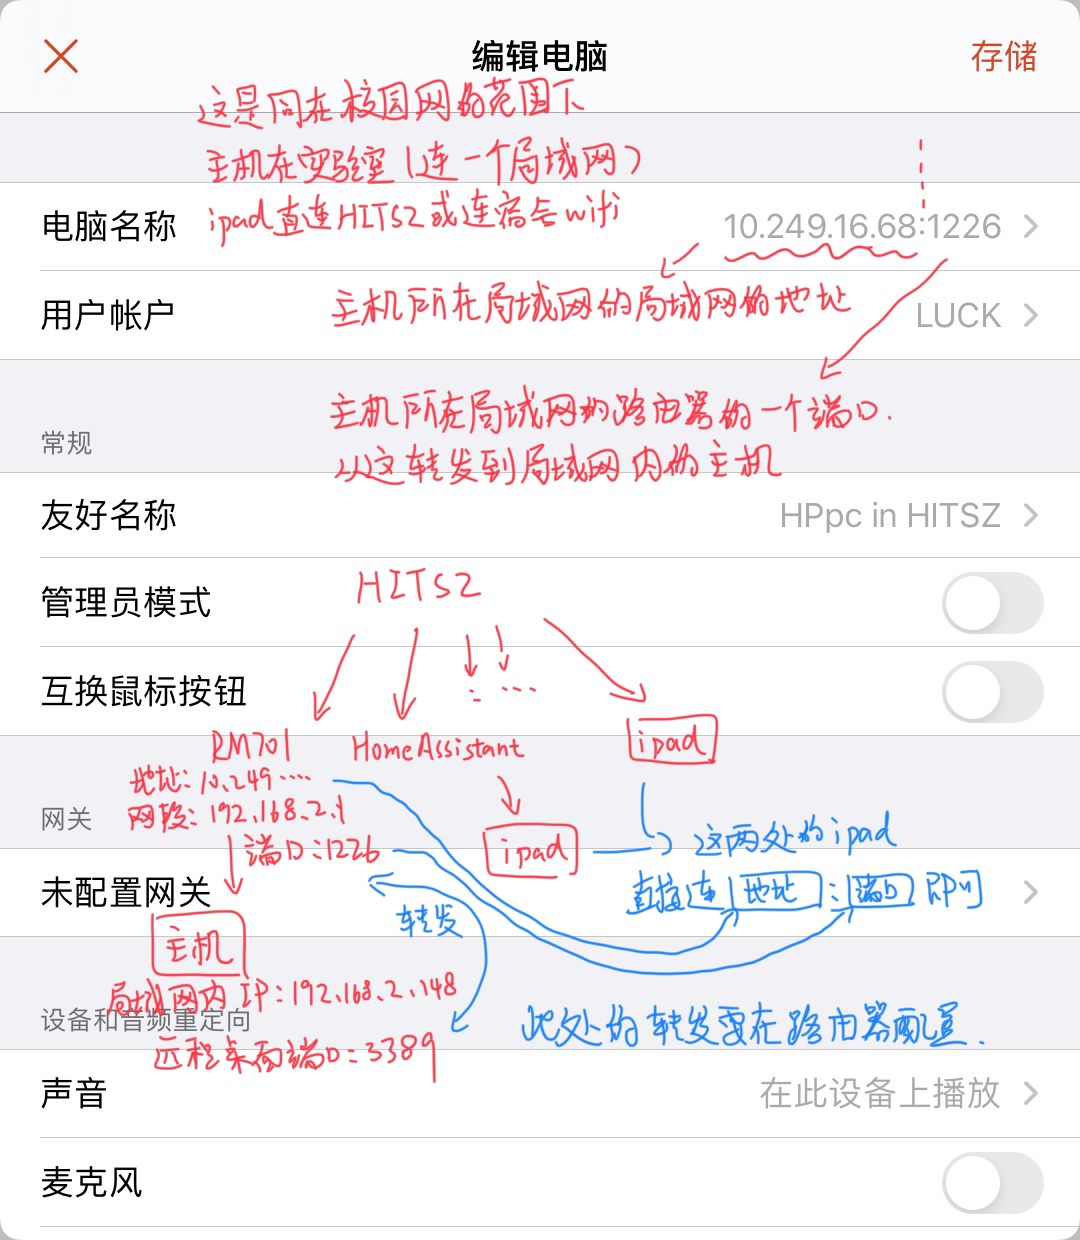 编辑电脑
存储
这是同在校园网的范围下
主机在实验室(连一个局域网)
ipad直连HITSZ或连宿舍wifi
电脑名称
10.249.16.68:1226
主机所在局域网的局域网的地址
用户帐户
LUCK
主机所在局域网的路由器的一个端口.
以这转发到局域网内的主机
常规
友好名称
HPpc in HITSZ
HITSZ
管理员模式
互换鼠标按钮
RM701
HomeAssistant
ipad
地址:10.249....
网段:192.168.2.1
网关
端口:1226
ipad
这两处的ipad
直接连 地址:端口 即可
未配置网关
转发
主机
局域网内IP:192.168.2.148
设备和音频重定向
此处的转发要在路由器配置.
远程桌面端口:3389
声音
在此设备上播放
麦克风